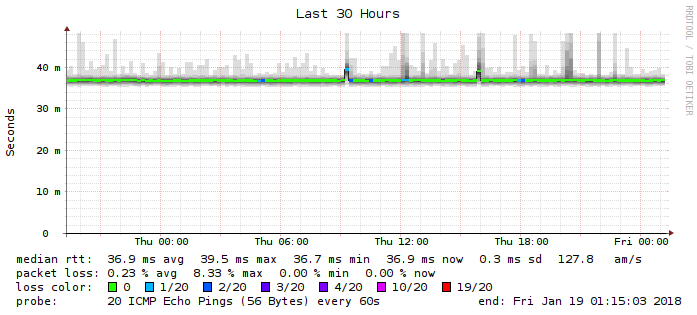 Last 30 Hours
RRDTOOL / TOBI OETIKER
Seconds
40 m
30 m
20 m
10 m
0
Thu 00:00 Thu 06:00 Thu 12:00 Thu 18:00 Fri 00:00
median rtt: 36.9 ms avg 39.5 ms max 36.7 ms min 36.9 ms now 0.3 ms sd 127.8 am/s
packet loss: 0.23 % avg 8.33 % max 0.00 % min 0.00 % now
loss color: 0 1/20 2/20 3/20 4/20 10/20 19/20
probe: 20 ICMP Echo Pings (56 Bytes) every 60s end: Fri Jan 19 01:15:03 2018